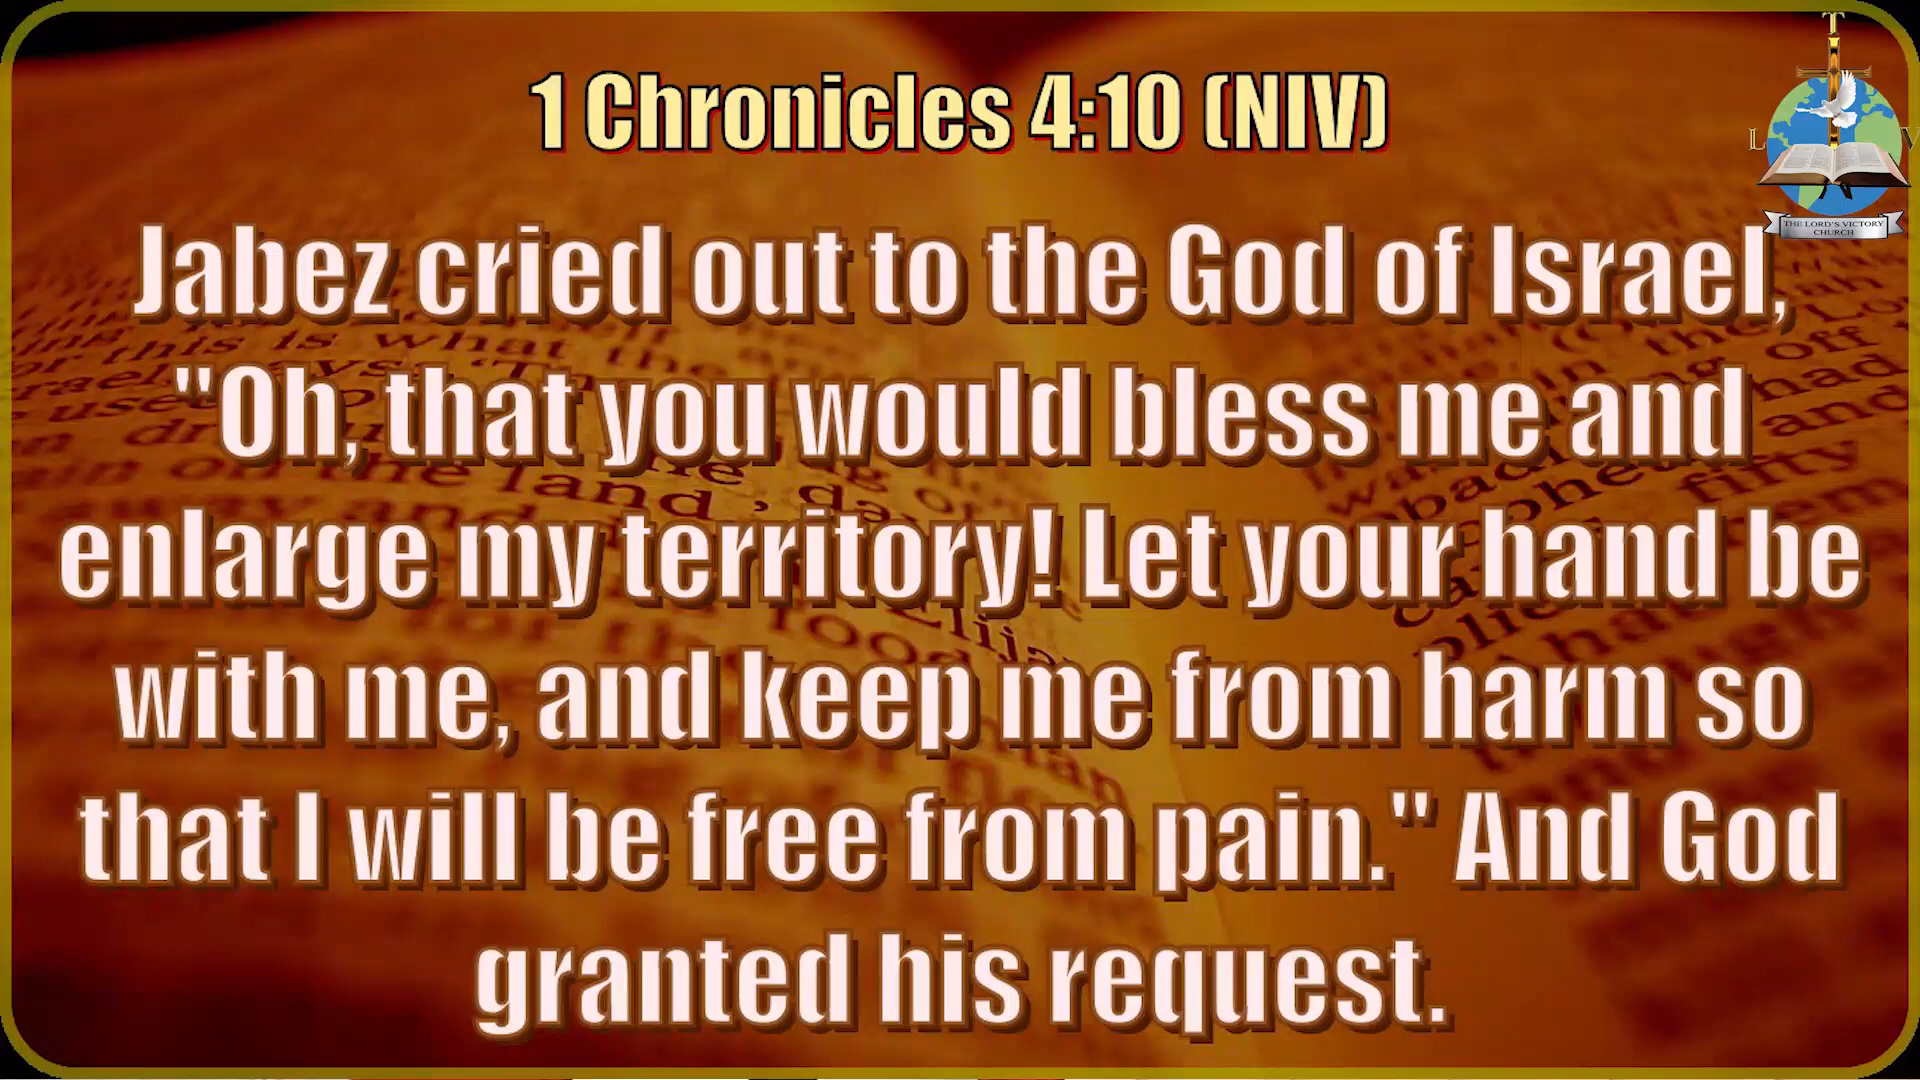 1 Chronicles 4:10 (NIV)
T
L V
THE LORD'S VICTORY
CHURCH
Jabez cried out to the God of Israel,
"Oh, that you would bless me and
enlarge my territory! Let your hand be
with me, and keep me from harm so
that I will be free from pain." And God
granted his request.